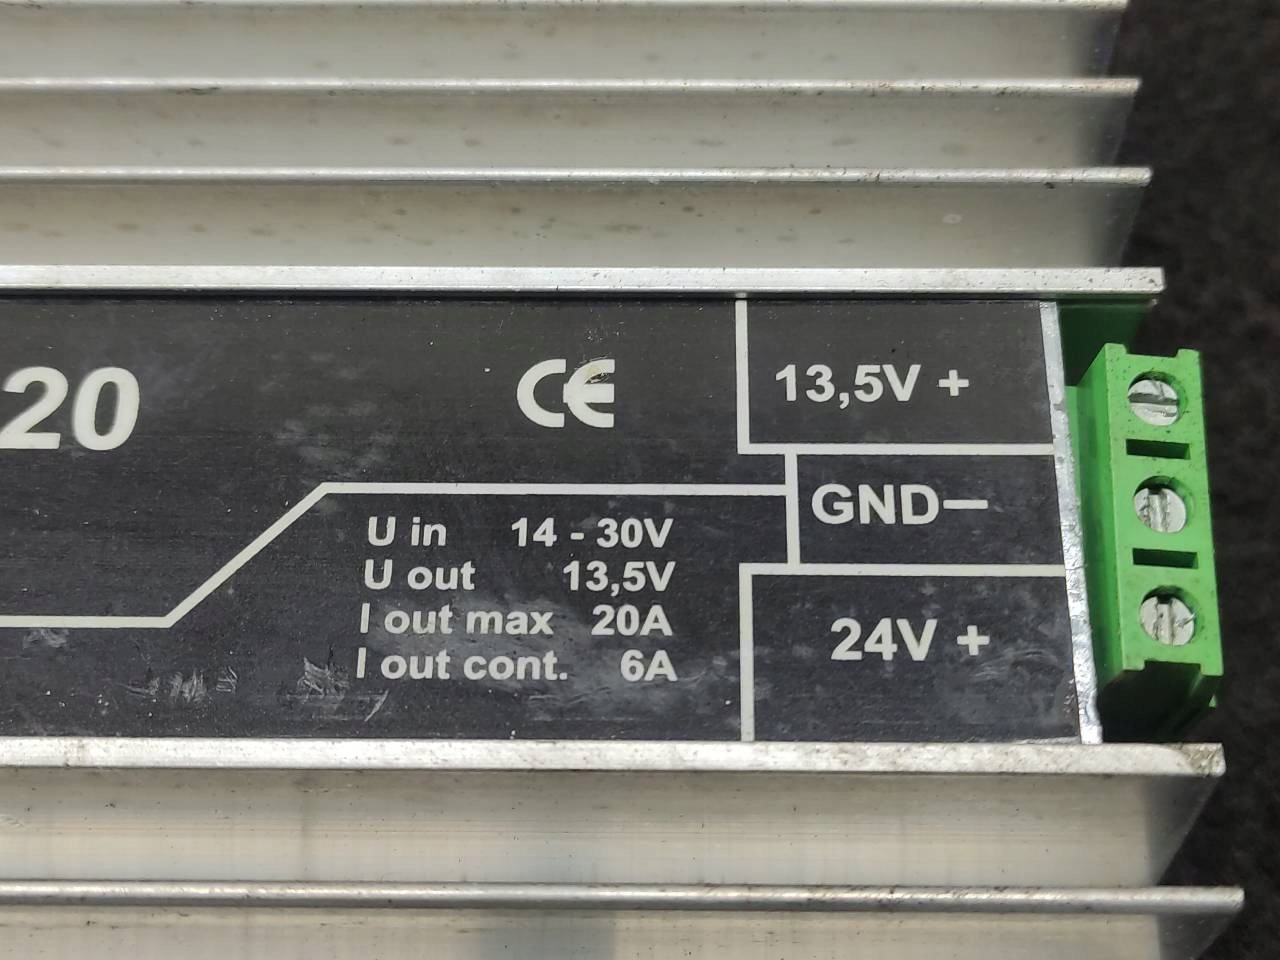 20
CE
13,5V +
GND—
24V +
U in 14 - 30V
U out 13,5V
I out max 20A
I out cont. 6A